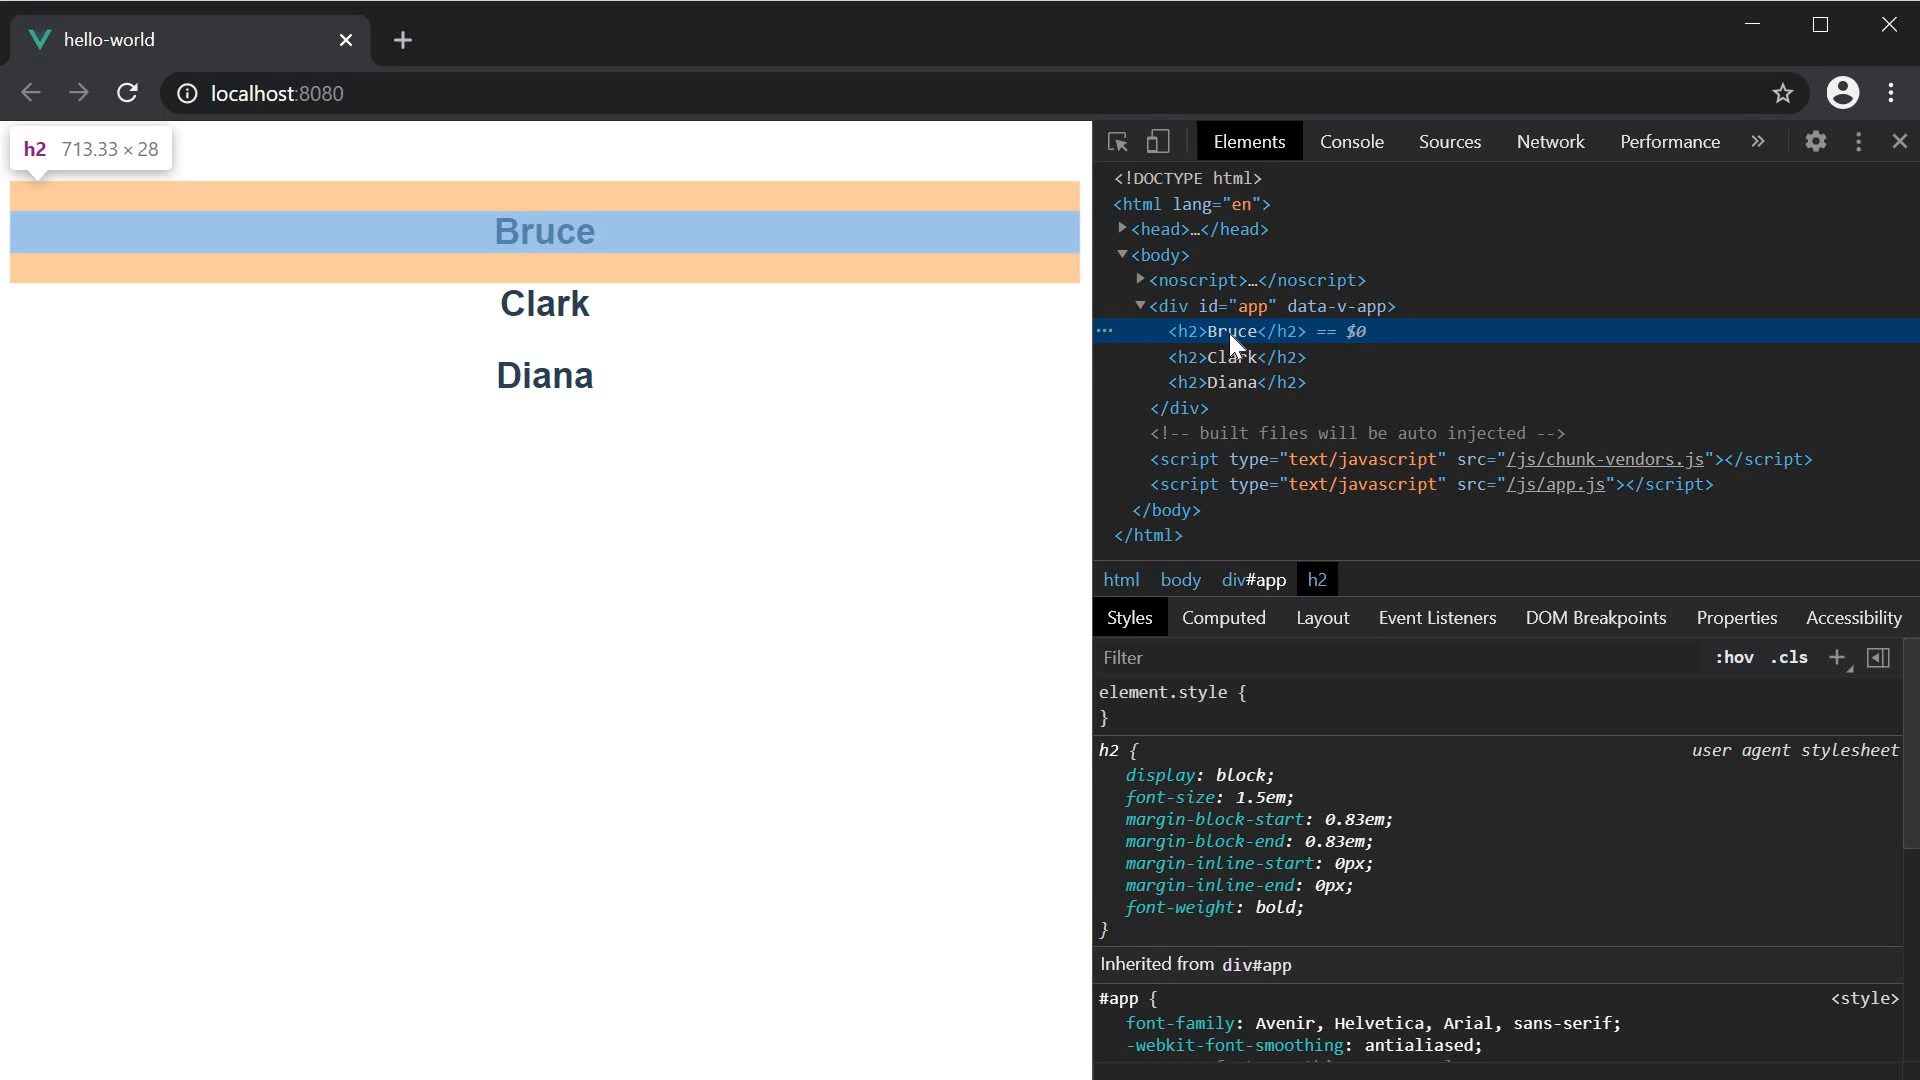 hello-world
localhost:8080
h2 713.33 × 28
Bruce
Clark
Diana
Elements Console Sources Network Performance »
<!DOCTYPE html>
<html lang="en">
<head>…</head>
<body>
<noscript>…</noscript>
<div id="app" data-v-app>
<h2>Bruce</h2> == $0
<h2>Clark</h2>
<h2>Diana</h2>
</div>
<!-- built files will be auto injected -->
<script type="text/javascript" src="/js/chunk-vendors.js"></script>
<script type="text/javascript" src="/js/app.js"></script>
</body>
</html>
html body div#app h2
Styles Computed Layout Event Listeners DOM Breakpoints Properties Accessibility
Filter :hov .cls
element.style {
}
h2 { user agent stylesheet
display: block;
font-size: 1.5em;
margin-block-start: 0.83em;
margin-block-end: 0.83em;
margin-inline-start: 0px;
margin-inline-end: 0px;
font-weight: bold;
}
Inherited from div#app
#app { <style>
font-family: Avenir, Helvetica, Arial, sans-serif;
-webkit-font-smoothing: antialiased;